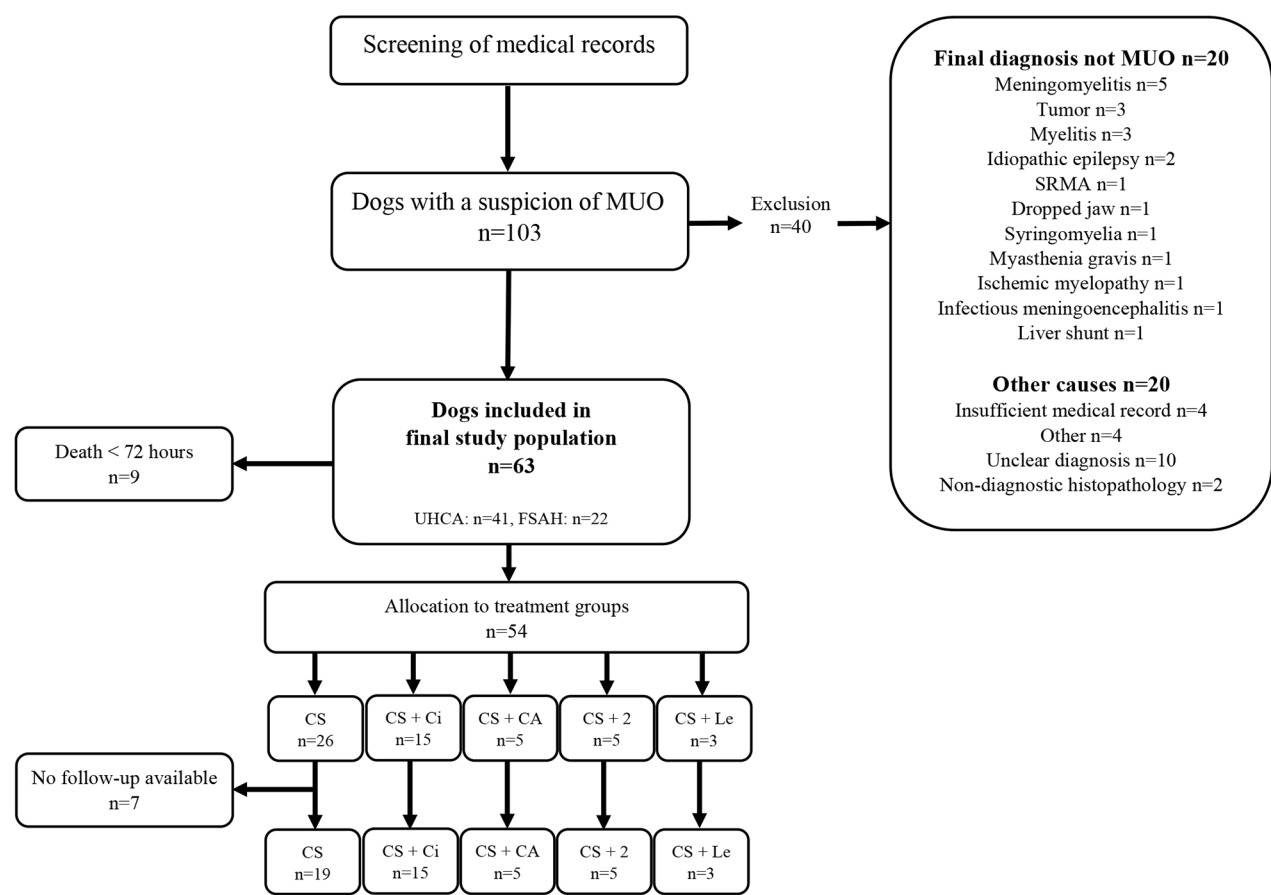 Screening of medical records
Dogs with a suspicion of MUO
n=103
Exclusion
n=40
Final diagnosis not MUO n=20
Meningomyelitis n=5
Tumor n=3
Myelitis n=3
Idiopathic epilepsy n=2
SRMA n=1
Dropped jaw n=1
Syringomyelia n=1
Myasthenia gravis n=1
Ischemic myelopathy n=1
Infectious meningoencephalitis n=1
Liver shunt n=1
Other causes n=20
Insufficient medical record n=4
Other n=4
Unclear diagnosis n=10
Non-diagnostic histopathology n=2
Dogs included in
final study population
n=63
UHCA: n=41, FSAH: n=22
Death < 72 hours
n=9
Allocation to treatment groups
n=54
CS
n=26
CS + Ci
n=15
CS + CA
n=5
CS + 2
n=5
CS + Le
n=3
No follow-up available
n=7
CS
n=19
CS + Ci
n=15
CS + CA
n=5
CS + 2
n=5
CS + Le
n=3